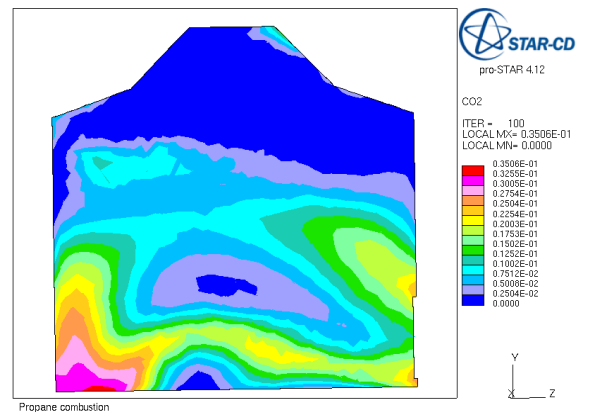 STAR-CD
pro-STAR 4.12
CO2
ITER = 100
LOCAL MX= 0.3506E-01
LOCAL MN= 0.0000
0.3506E-01
0.3255E-01
0.3005E-01
0.2754E-01
0.2504E-01
0.2254E-01
0.2003E-01
0.1753E-01
0.1502E-01
0.1252E-01
0.1002E-01
0.7512E-02
0.5008E-02
0.2504E-02
0.0000
Y
X Z
Propane combustion